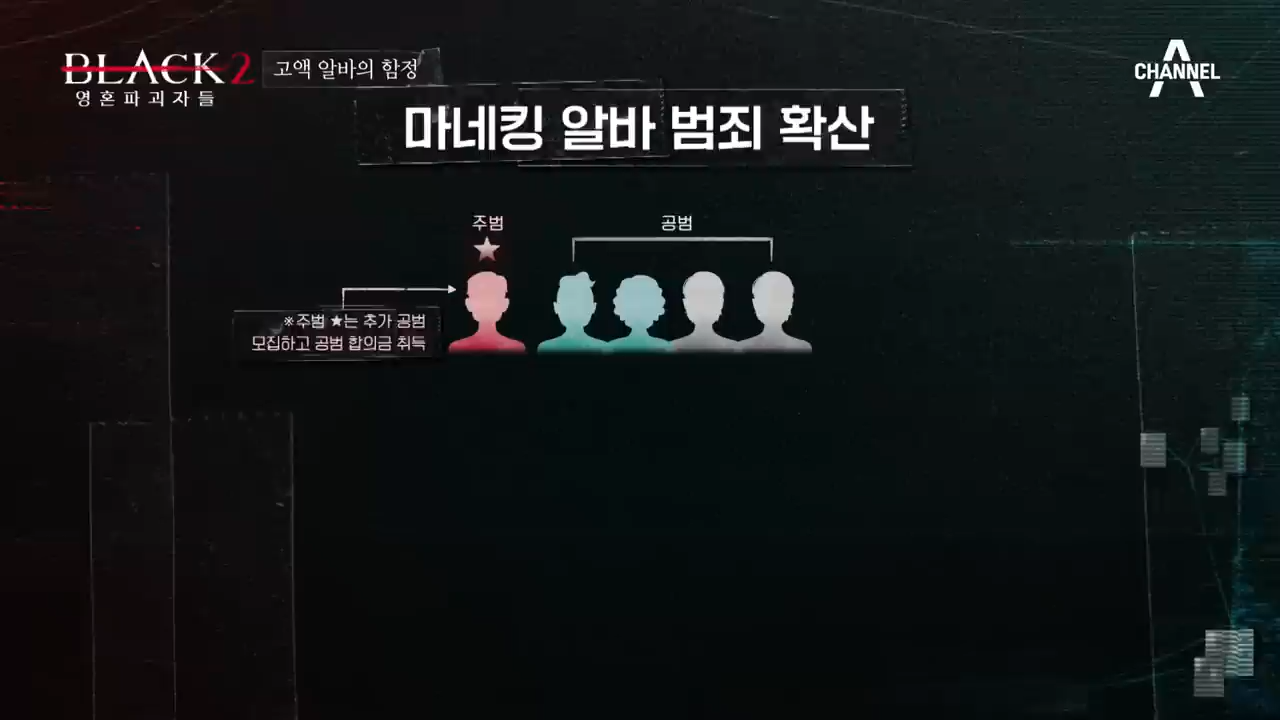 BLACK 2
영혼파괴자들
고액 알바의 함정
CHANNEL A
마네킹 알바 범죄 확산
주범
★
공범
※주범 ★는 추가 공범
모집하고 공범 합의금 취득